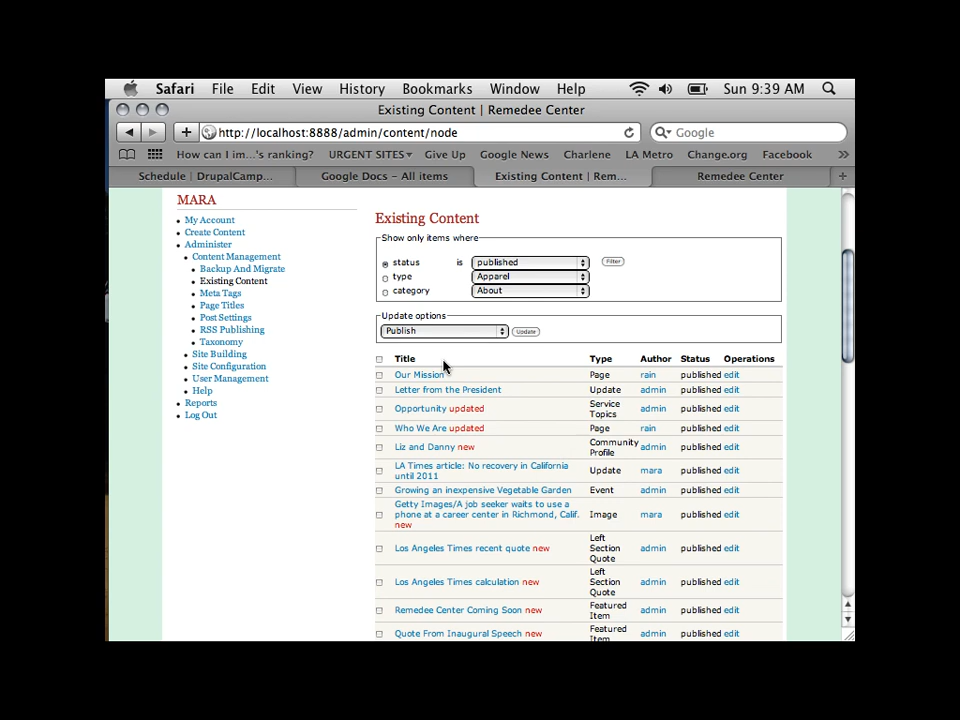 Safari File Edit View History Bookmarks Window Help Sun 9:39 AM
Existing Content | Remedee Center
http://localhost:8888/admin/content/node
Google
How can I im...'s ranking? URGENT SITES Give Up Google News Charlene LA Metro Change.org Facebook
Schedule | DrupalCamp... Google Docs - All items Existing Content | Rem... Remedee Center
MARA
My Account
Create Content
Administer
Content Management
Backup And Migrate
Existing Content
Meta Tags
Page Titles
Post Settings
RSS Publishing
Taxonomy
Site Building
Site Configuration
User Management
Help
Reports
Log Out
Existing Content
Show only items where
status is published Filter
type Apparel
category About
Update options
Publish Update
Title Type Author Status Operations
Our Mission Page rain published edit
Letter from the President Update admin published edit
Opportunity updated Service Topics admin published edit
Who We Are updated Page rain published edit
Liz and Danny new Community Profile admin published edit
LA Times article: No recovery in California
until 2011 Update mara published edit
Growing an inexpensive Vegetable Garden Event admin published edit
Getty Images/A job seeker waits to use a
phone at a career center in Richmond, Calif. Image mara published edit
new
Los Angeles Times recent quote new Left Section Quote admin published edit
Los Angeles Times calculation new Left Section Quote admin published edit
Remedee Center Coming Soon new Featured Item admin published edit
Quote From Inaugural Speech new Featured Item admin published edit